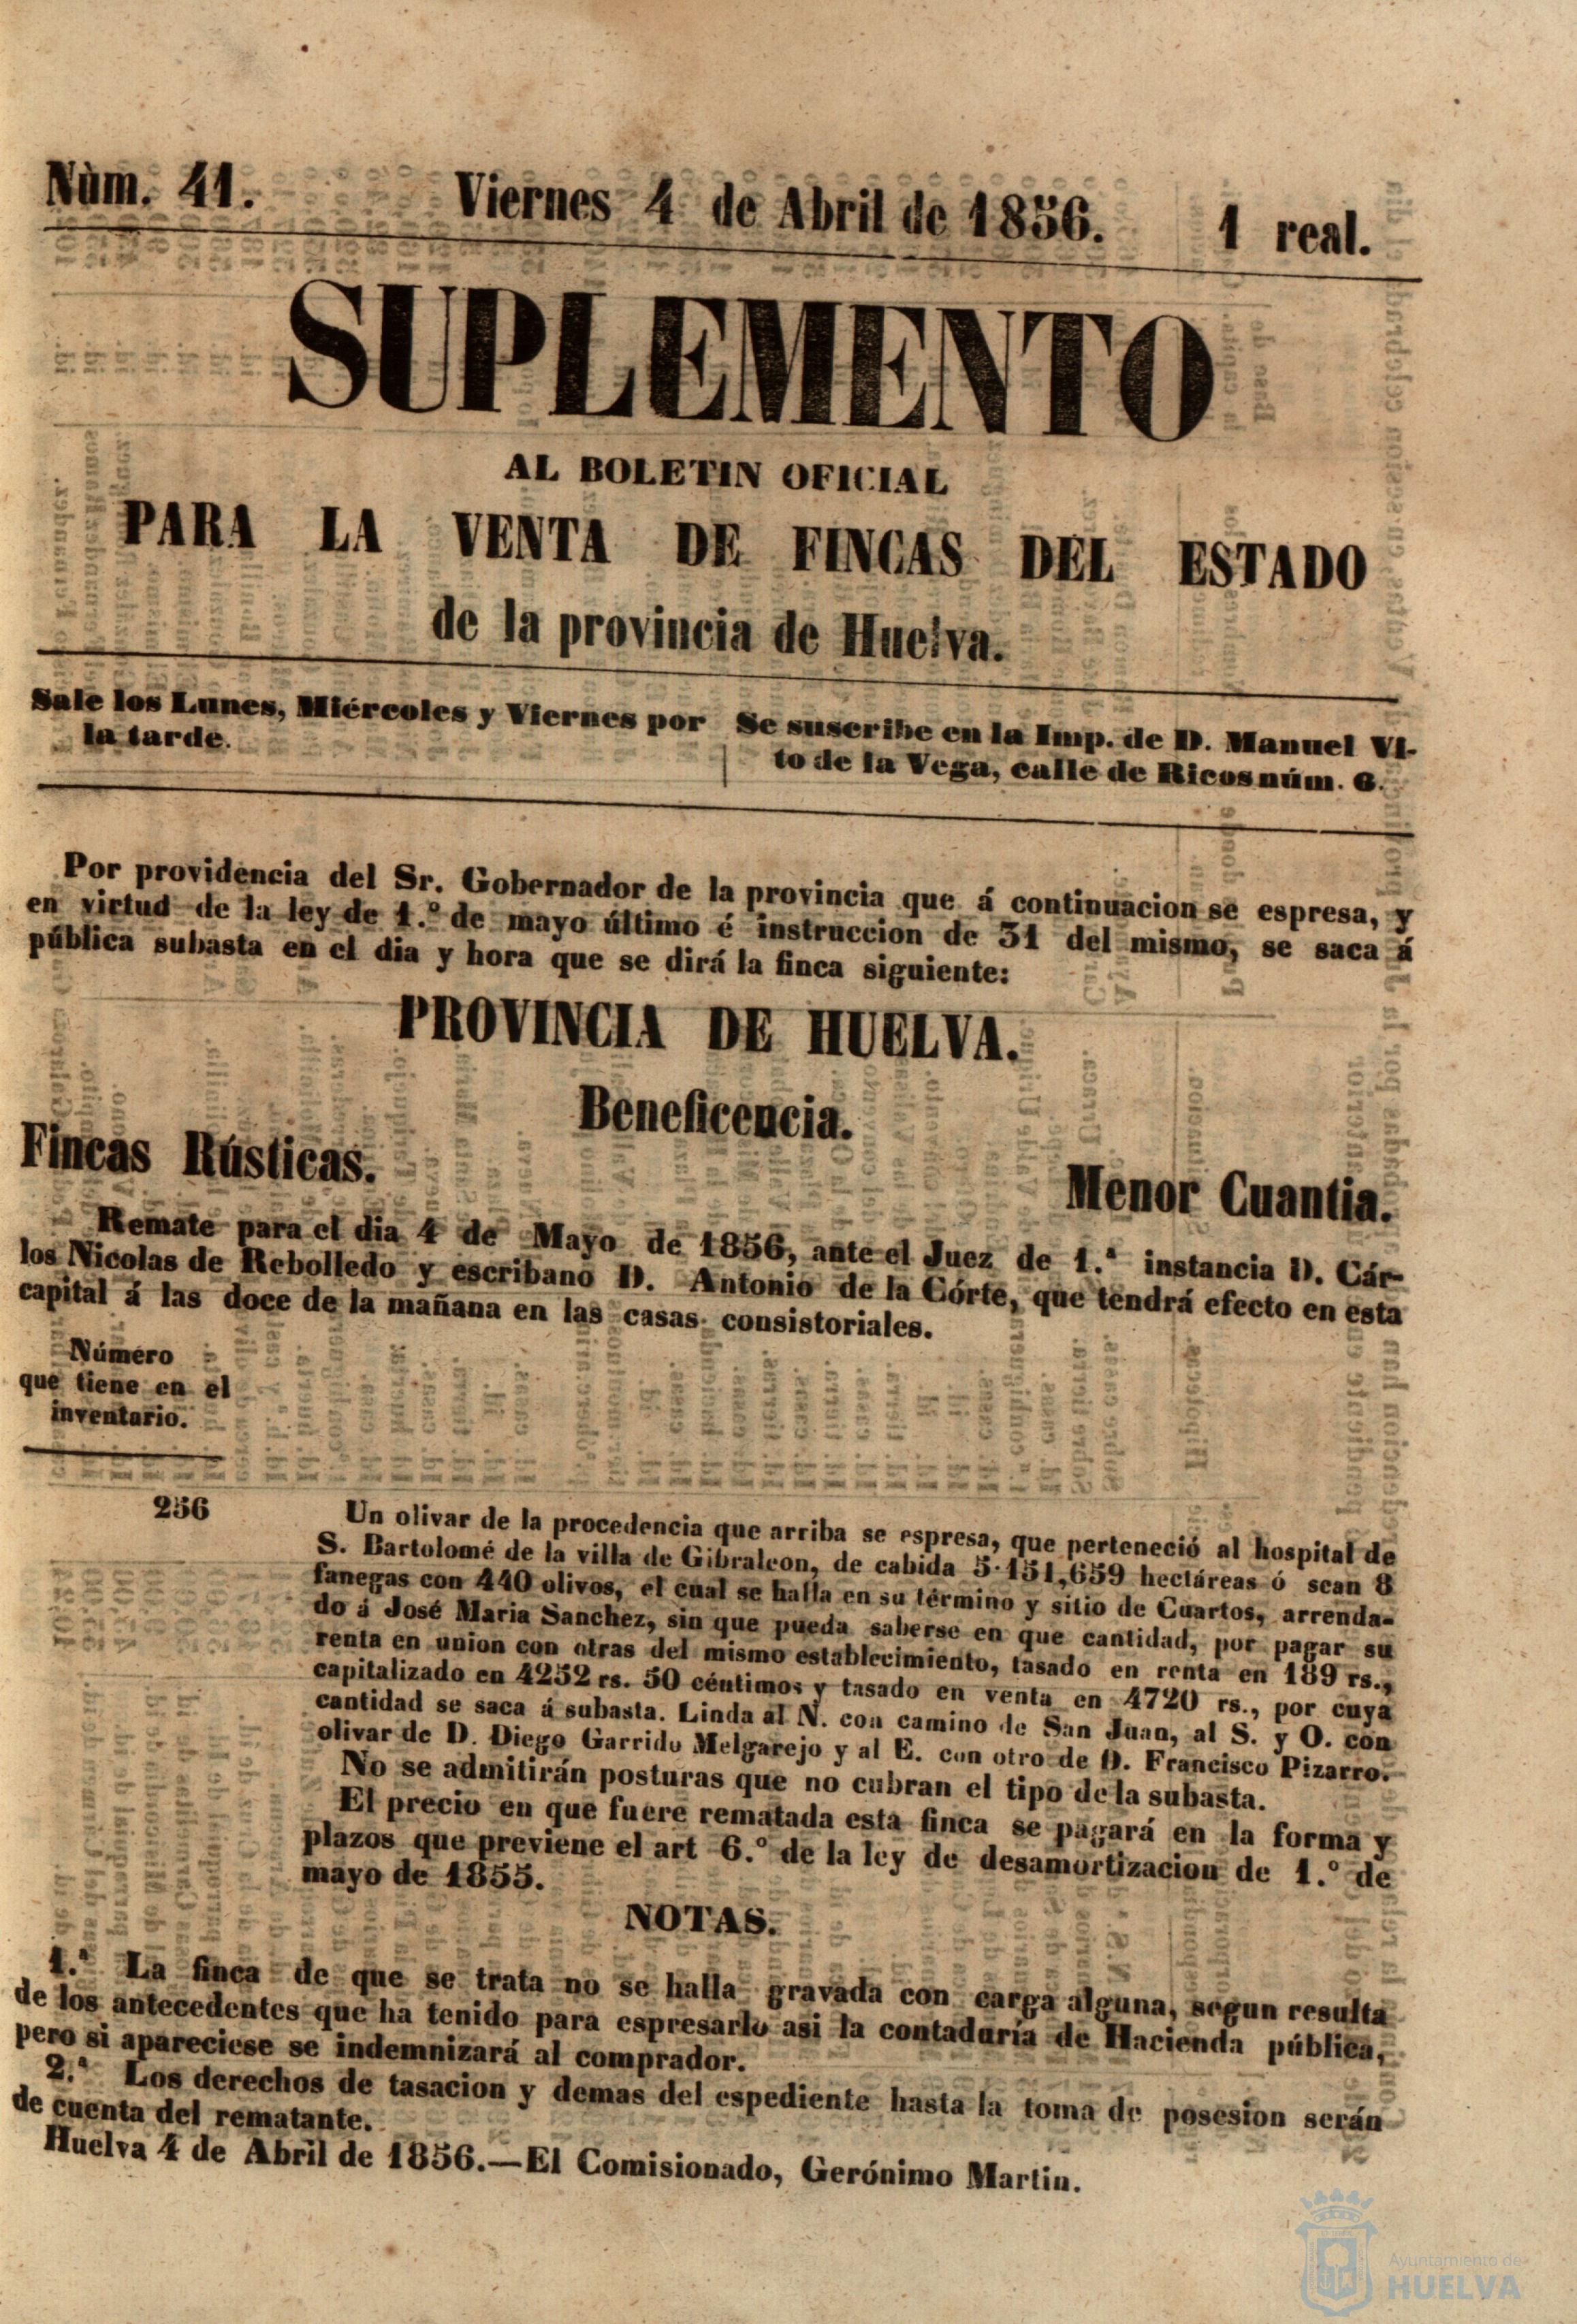 Nùm. 41.
Viernes 4 de Abril de 1856.
1 real.
SUPLEMENTO
AL BOLETIN OFICIAL
PARA LA VENTA DE FINCAS DEL ESTADO
de la provincia de Huelva.
Sale los Lunes, Miércoles y Viernes por
la tarde.
Se suscribe en la Imp. de D. Manuel Vi-
to de la Vega, calle de Ricos núm. 6.
Por providencia del Sr. Gobernador de la provincia que á continuacion se espresa, y
en virtud de la ley de 1.º de mayo último é instruccion de 31 del mismo, se saca á
pública subasta en el dia y hora que se dirá la finca siguiente:
PROVINCIA DE HUELVA.
Beneficencia.
Fincas Rústicas.
Menor Cuantia.
Remate para el dia 4 de Mayo de 1856, ante el Juez de 1.ª instancia D. Cár-
los Nicolas de Rebolledo y escribano D. Antonio de la Córte, que tendrá efecto en esta
capital á las doce de la mañana en las casas consistoriales.
Número
que tiene en el
inventario.
256
Un olivar de la procedencia que arriba se espresa, que perteneció al hospital de
S. Bartolomé de la villa de Gibraleon, de cabida 5.151,659 hectáreas ó sean 8
fanegas con 440 olivos, el cual se halla en su término y sitio de Cuartos, arrenda-
do á José Maria Sanchez, sin que pueda saberse en que cantidad, por pagar su
renta en union con otras del mismo establecimiento, tasado en renta en 189 rs.,
capitalizado en 4252 rs. 50 céntimos y tasado en venta en 4720 rs., por cuya
cantidad se saca á subasta. Linda al N. con camino de San Juan, al S. y O. con
olivar de D. Diego Garrido Melgarejo y al E. con otro de D. Francisco Pizarro.
No se admitirán posturas que no cubran el tipo de la subasta.
El precio en que fuere rematada esta finca se pagará en la forma y
plazos que previene el art 6.º de la ley de desamortizacion de 1.º de
mayo de 1855.
NOTAS.
1.ª La finca de que se trata no se halla gravada con carga alguna, segun resulta
de los antecedentes que ha tenido para espresarlo asi la contaduría de Hacienda pública,
pero si apareciese se indemnizará al comprador.
2.ª Los derechos de tasacion y demas del espediente hasta la toma de posesion serán
de cuenta del rematante.
Huelva 4 de Abril de 1856.—El Comisionado, Gerónimo Martin.
Ayuntamiento de
HUELVA